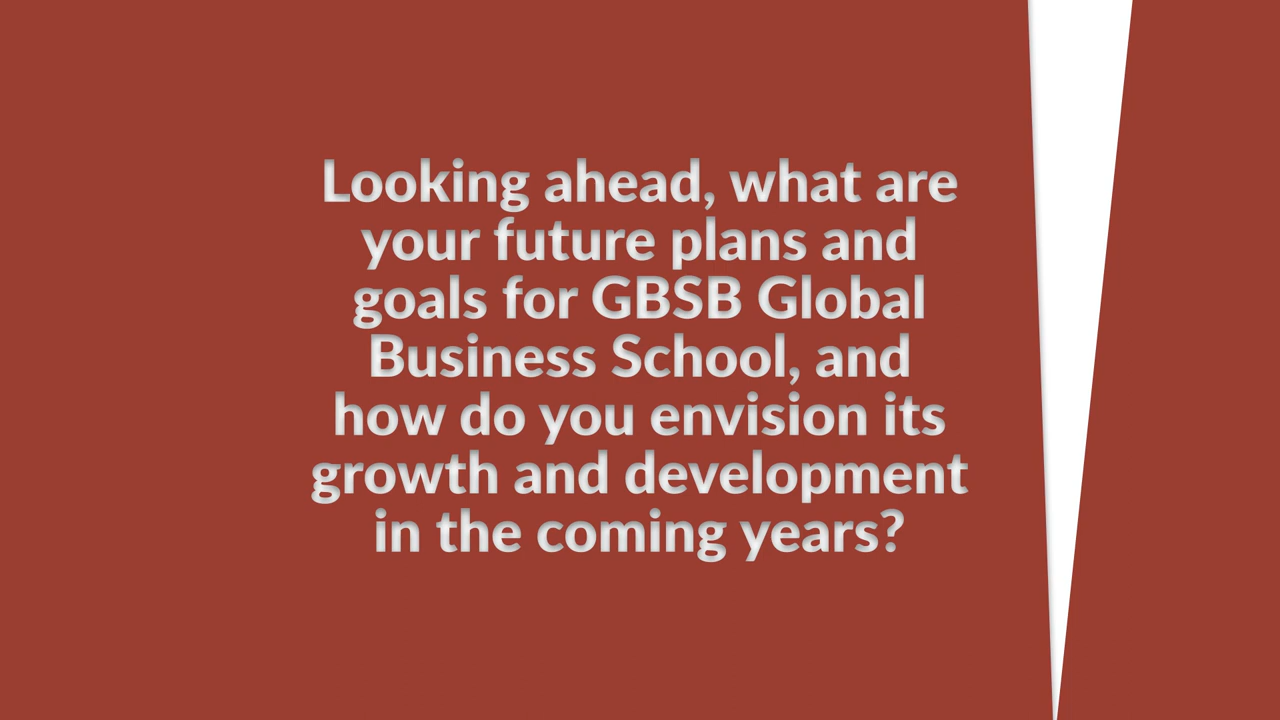 Looking ahead, what are
your future plans and
goals for GBSB Global
Business School, and
how do you envision its
growth and development
in the coming years?